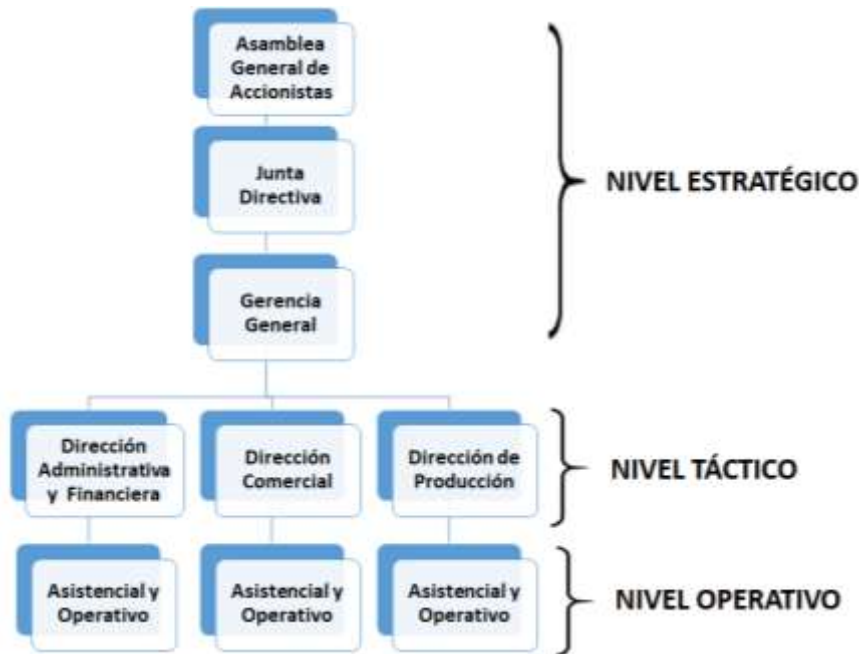 Asamblea
General de
Accionistas
Junta
Directiva
NIVEL ESTRATÉGICO
Gerencia
General
Dirección
Administrativa
y Financiera
Dirección
Comercial
Dirección de
Producción
NIVEL TÁCTICO
Asistencial y
Operativo
Asistencial y
Operativo
Asistencial y
Operativo
NIVEL OPERATIVO